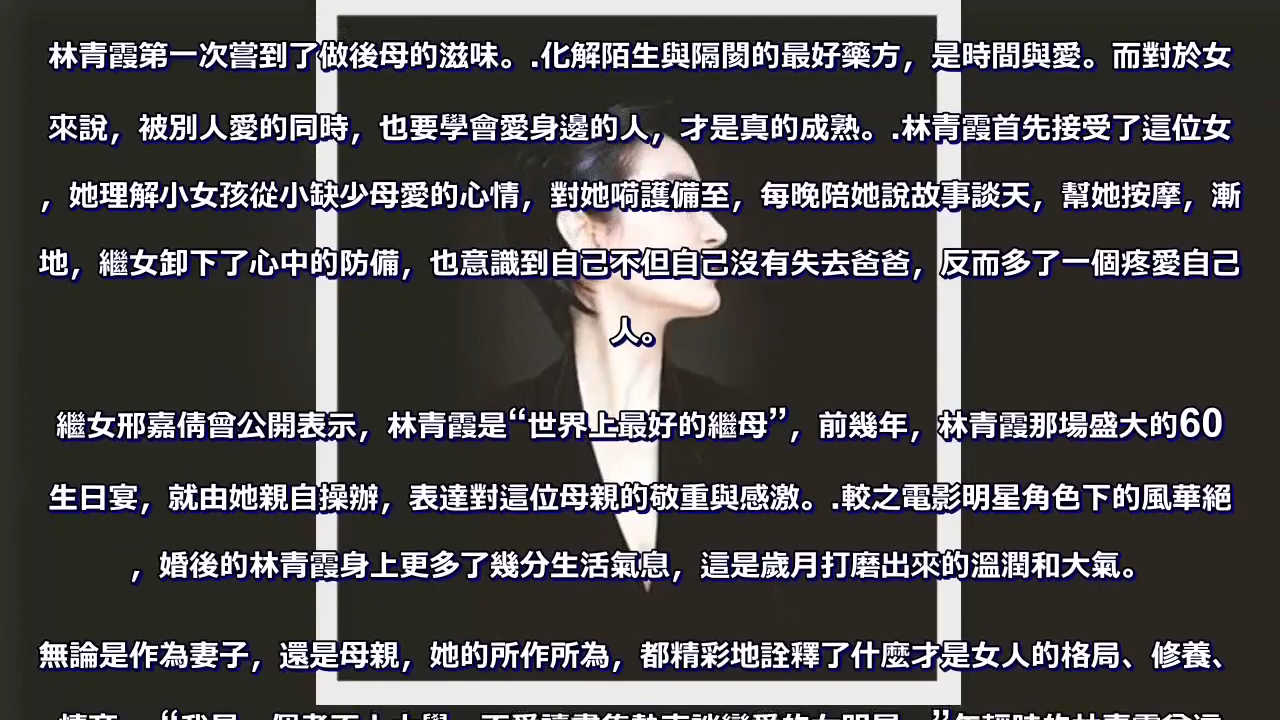 林青霞第一次嘗到了做後母的滋味。.化解陌生與隔閡的最好藥方，是時間與愛。而對於女
來說，被別人愛的同時，也要學會愛身邊的人，才是真的成熟。.林青霞首先接受了這位女
，她理解小女孩從小缺少母愛的心情，對她呵護備至，每晚陪她說故事談天，幫她按摩，漸
地，繼女卸下了心中的防備，也意識到自己不但自己沒有失去爸爸，反而多了一個疼愛自己
人。
繼女邢嘉倩曾公開表示，林青霞是“世界上最好的繼母”，前幾年，林青霞那場盛大的60
生日宴，就由她親自操辦，表達對這位母親的敬重與感激。.較之電影明星角色下的風華絕
，婚後的林青霞身上更多了幾分生活氣息，這是歲月打磨出來的溫潤和大氣。
無論是作為妻子，還是母親，她的所作所為，都精彩地詮釋了什麼才是女人的格局、修養、